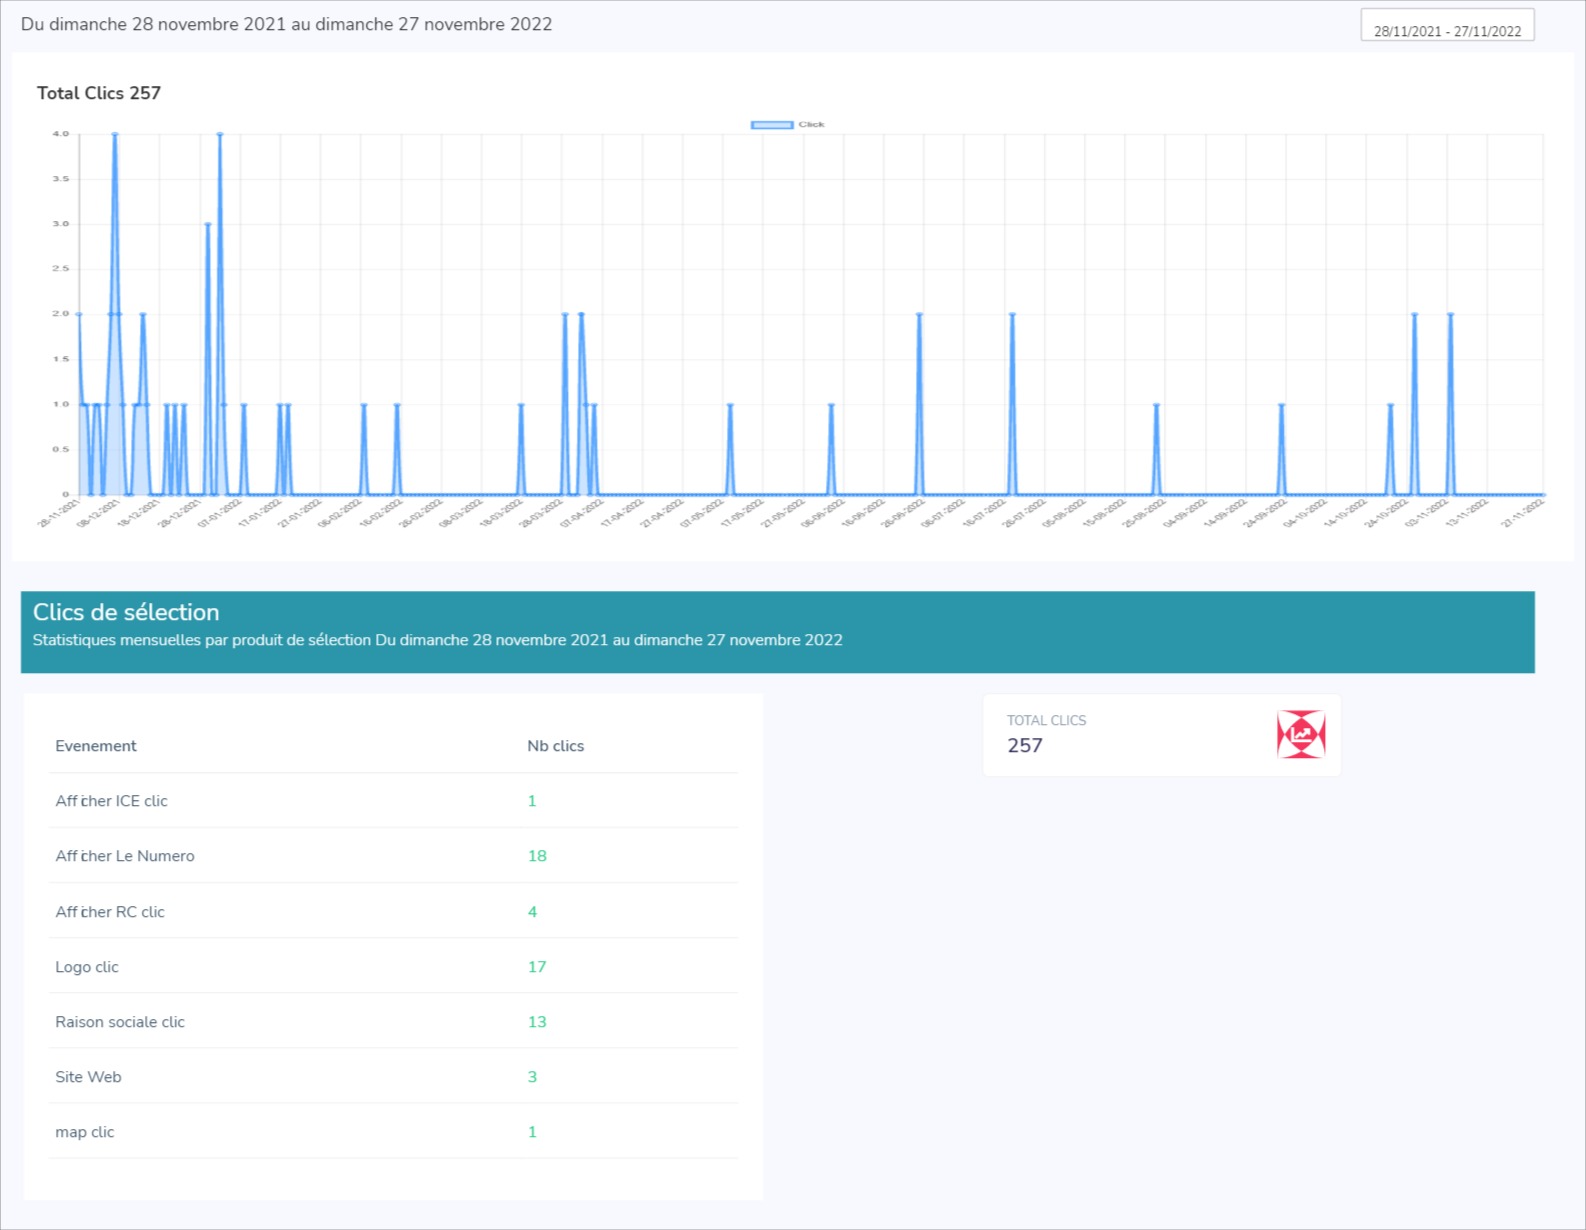 Du dimanche 28 novembre 2021 au dimanche 27 novembre 2022
28/11/2021 - 27/11/2022
Total Clics 257
Click
4.0
3.5
3.0
2.5
2.0
1.5
1.0
0.5
0
28-11-2021 08-12-2021 18-12-2021 28-12-2021 07-01-2022 17-01-2022 27-01-2022 06-02-2022 16-02-2022 26-02-2022 08-03-2022 18-03-2022 28-03-2022 07-04-2022 17-04-2022 27-04-2022 07-05-2022 17-05-2022 27-05-2022 06-06-2022 16-06-2022 26-06-2022 06-07-2022 16-07-2022 26-07-2022 05-08-2022 15-08-2022 25-08-2022 04-09-2022 14-09-2022 24-09-2022 04-10-2022 14-10-2022 24-10-2022 03-11-2022 13-11-2022 27-11-2022
Clics de sélection
Statistiques mensuelles par produit de sélection Du dimanche 28 novembre 2021 au dimanche 27 novembre 2022
Evenement Nb clics
Afficher ICE clic 1
Afficher Le Numero 18
Afficher RC clic 4
Logo clic 17
Raison sociale clic 13
Site Web 3
map clic 1
TOTAL CLICS
257